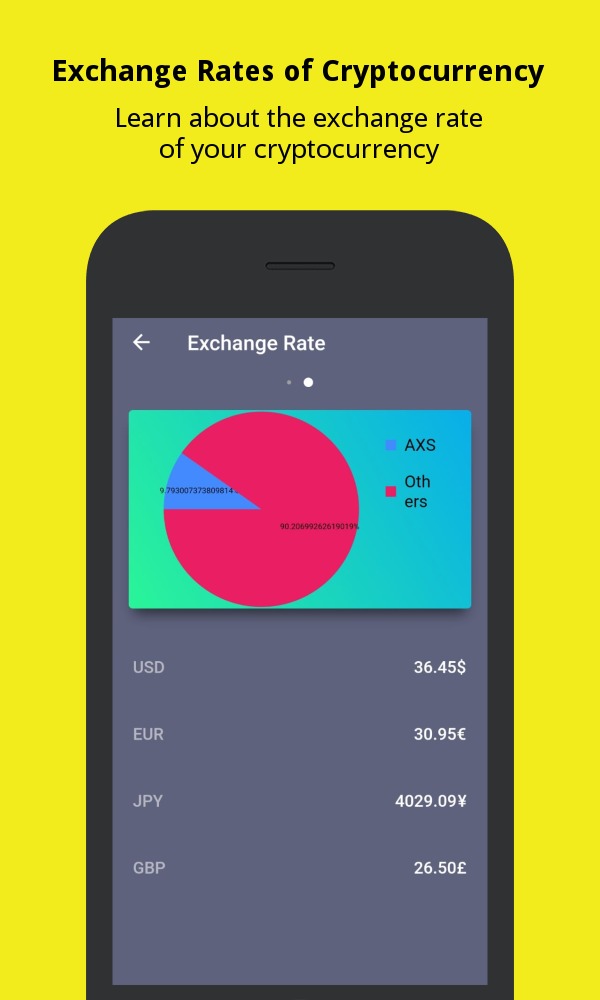 Exchange Rates of Cryptocurrency
Learn about the exchange rate
of your cryptocurrency
Exchange Rate
AXS
Oth
ers
9.793007373809814
90.20699262619019%
USD 36.45$
EUR 30.95€
JPY 4029.09¥
GBP 26.50£